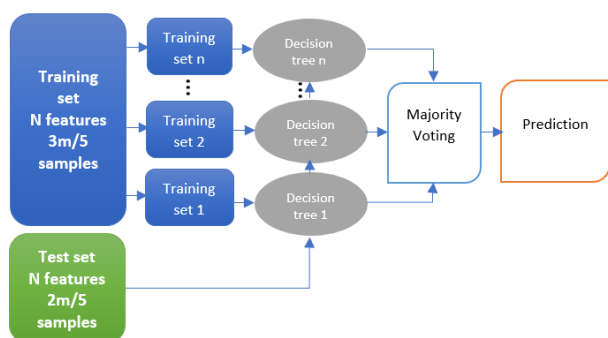 Training
set
N features
3m/5
samples
Training
set n
Decision
tree n
...
Training
set 2
Decision
tree 2
...
Training
set 1
Decision
tree 1
Majority
Voting
Prediction
Test set
N features
2m/5
samples